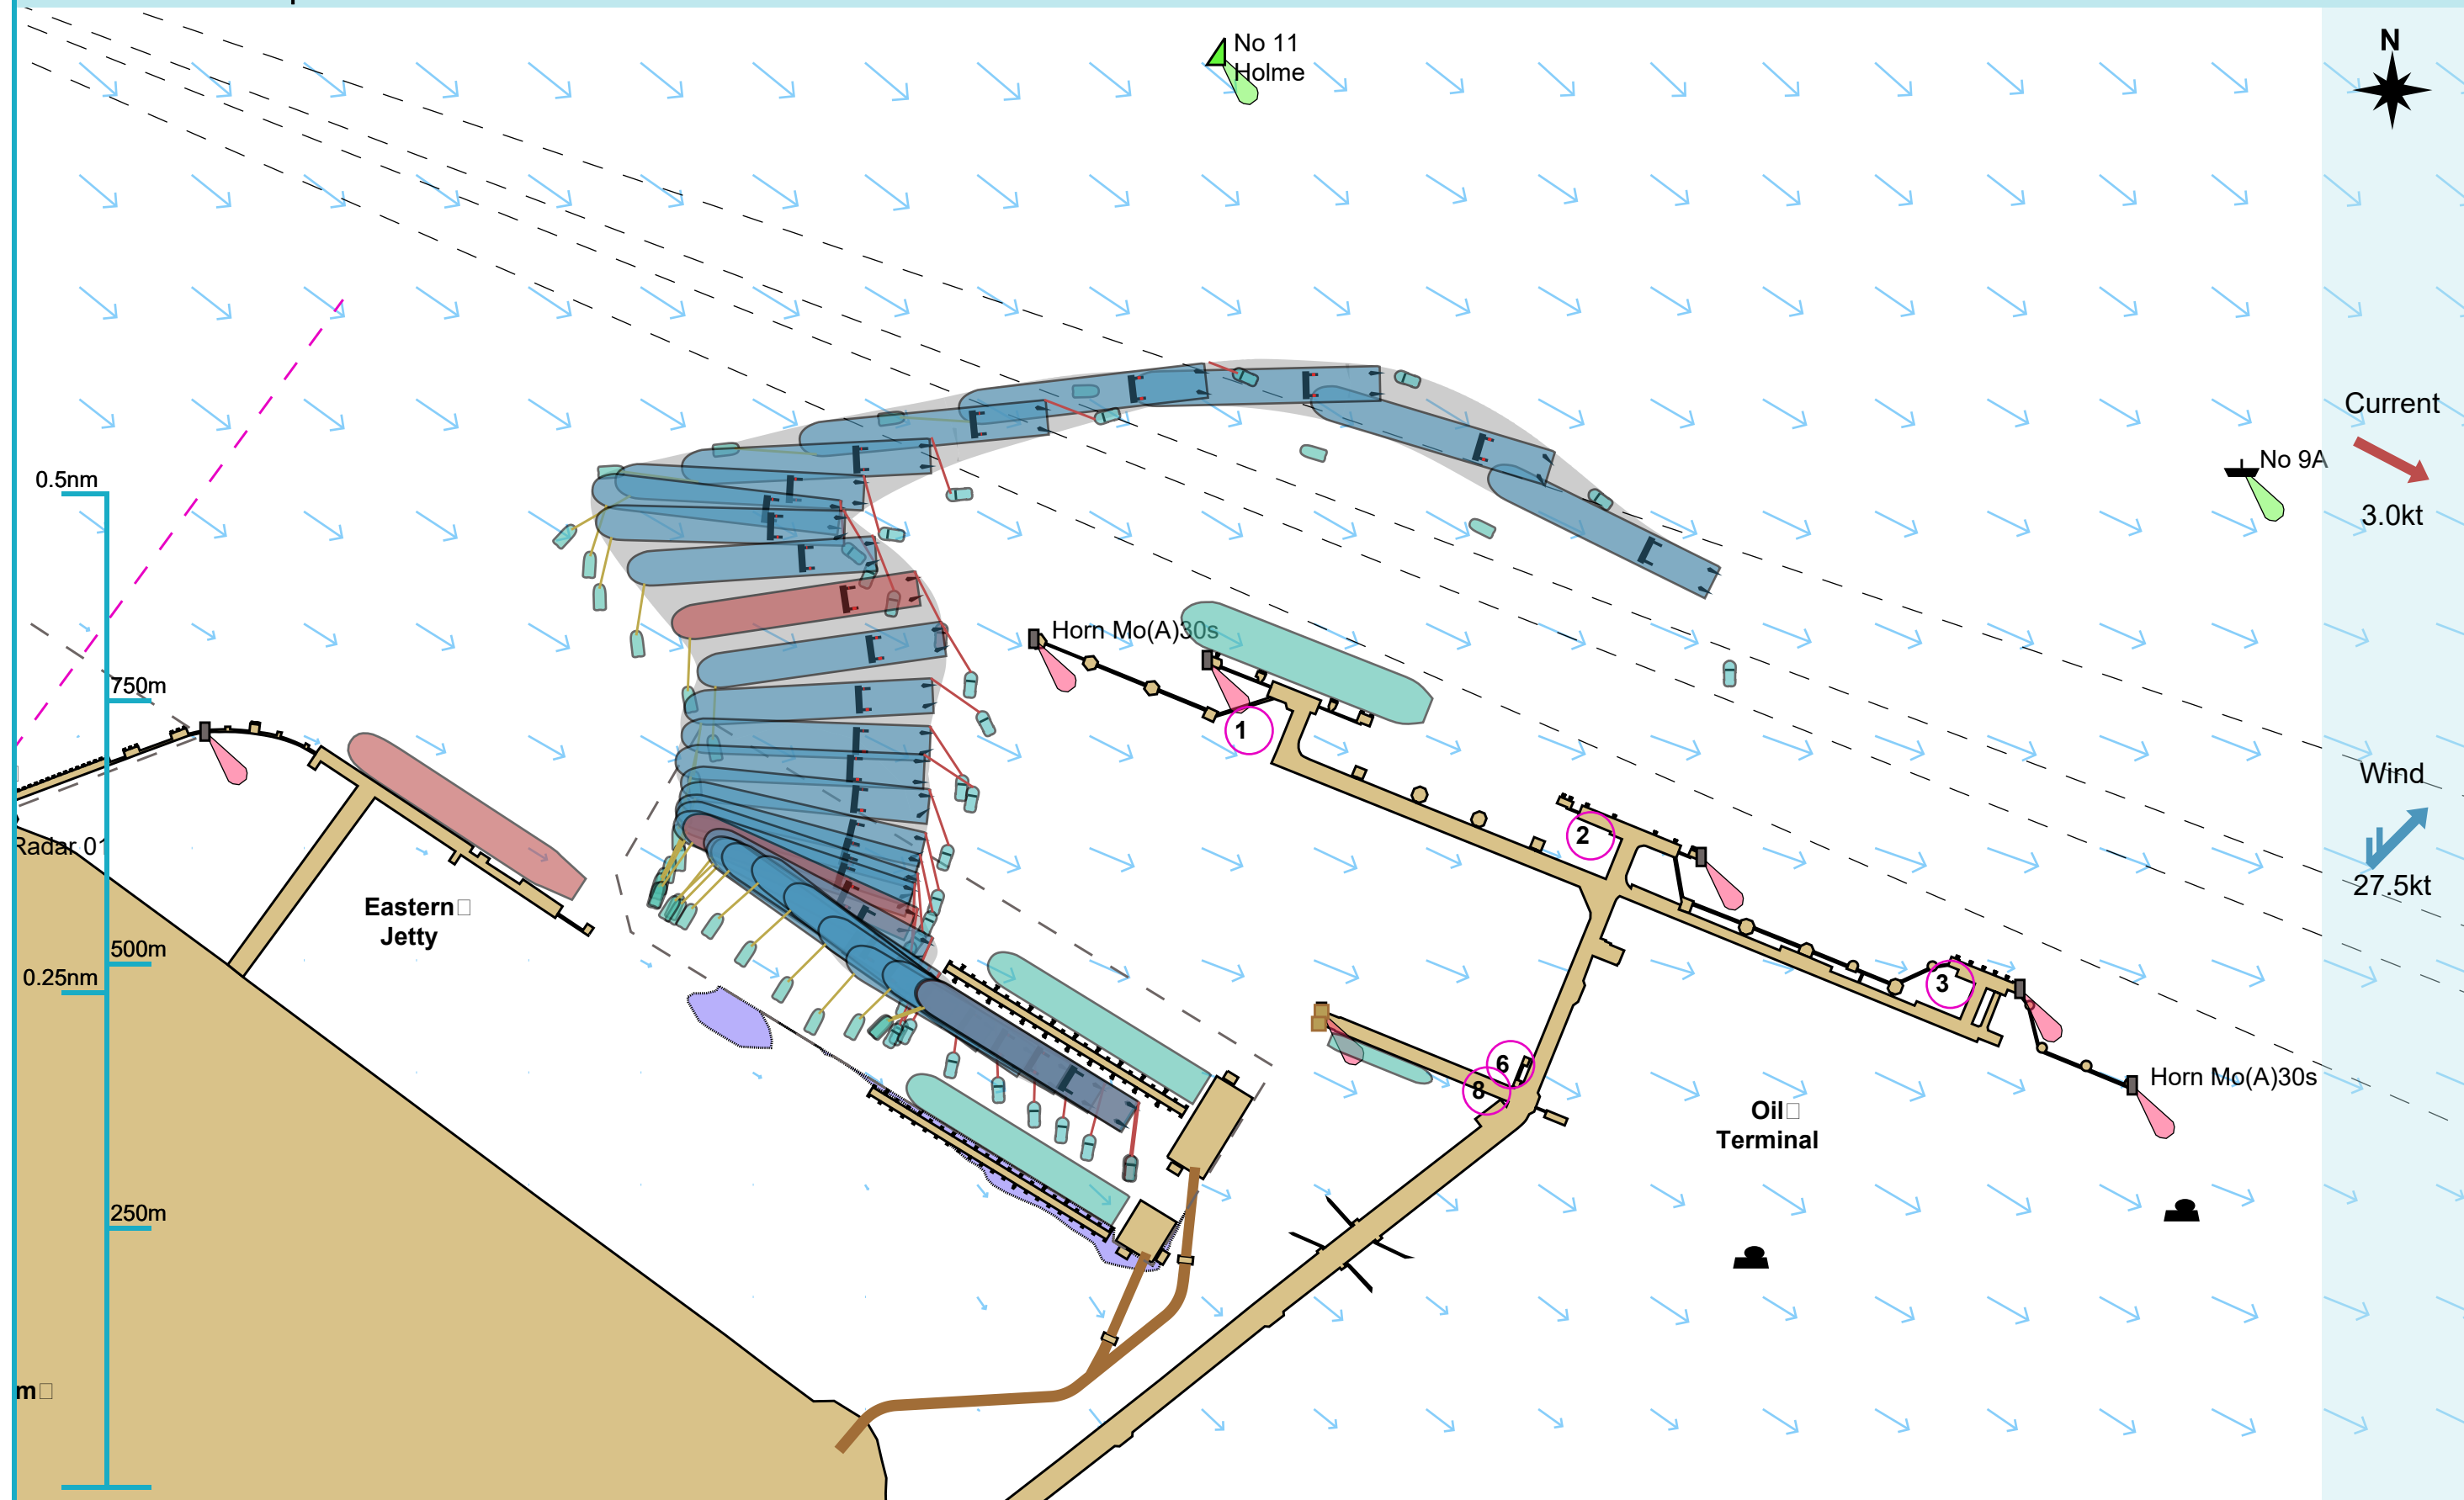 No 11
Holme
N
Current
3.0kt
No 9A
0.5nm
Horn Mo(A)30s
750m
1
Wind
27.5kt
2
Radar 01
Eastern
Jetty
500m
0.25nm
3
6
8
Horn Mo(A)30s
Oil
Terminal
250m
m